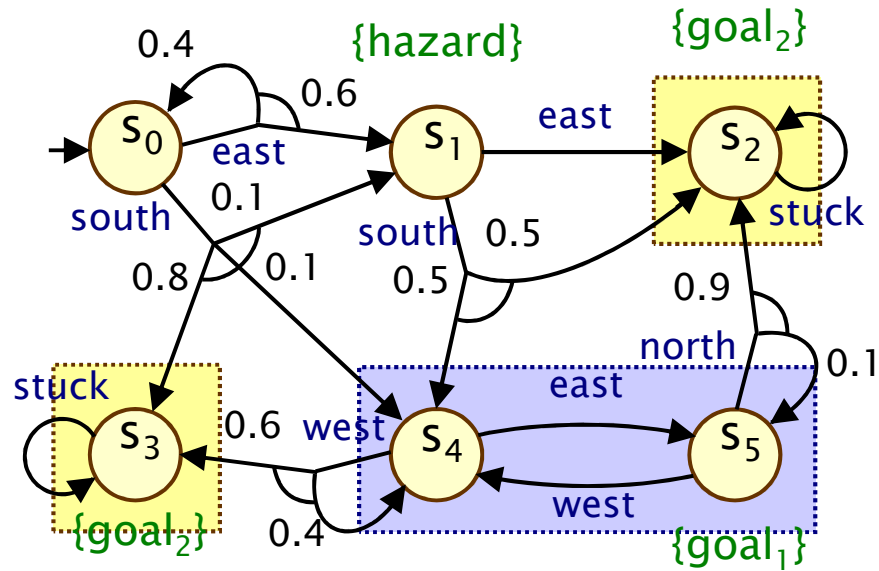 {goal₂}
{hazard}
0.4
0.6
east
s₀
s₁
s₂
east
0.1
south
south
0.5
stuck
0.8
0.1
0.5
0.9
north
0.1
stuck
east
0.6
west
s₃
s₄
s₅
west
0.4
{goal₂}
{goal₁}